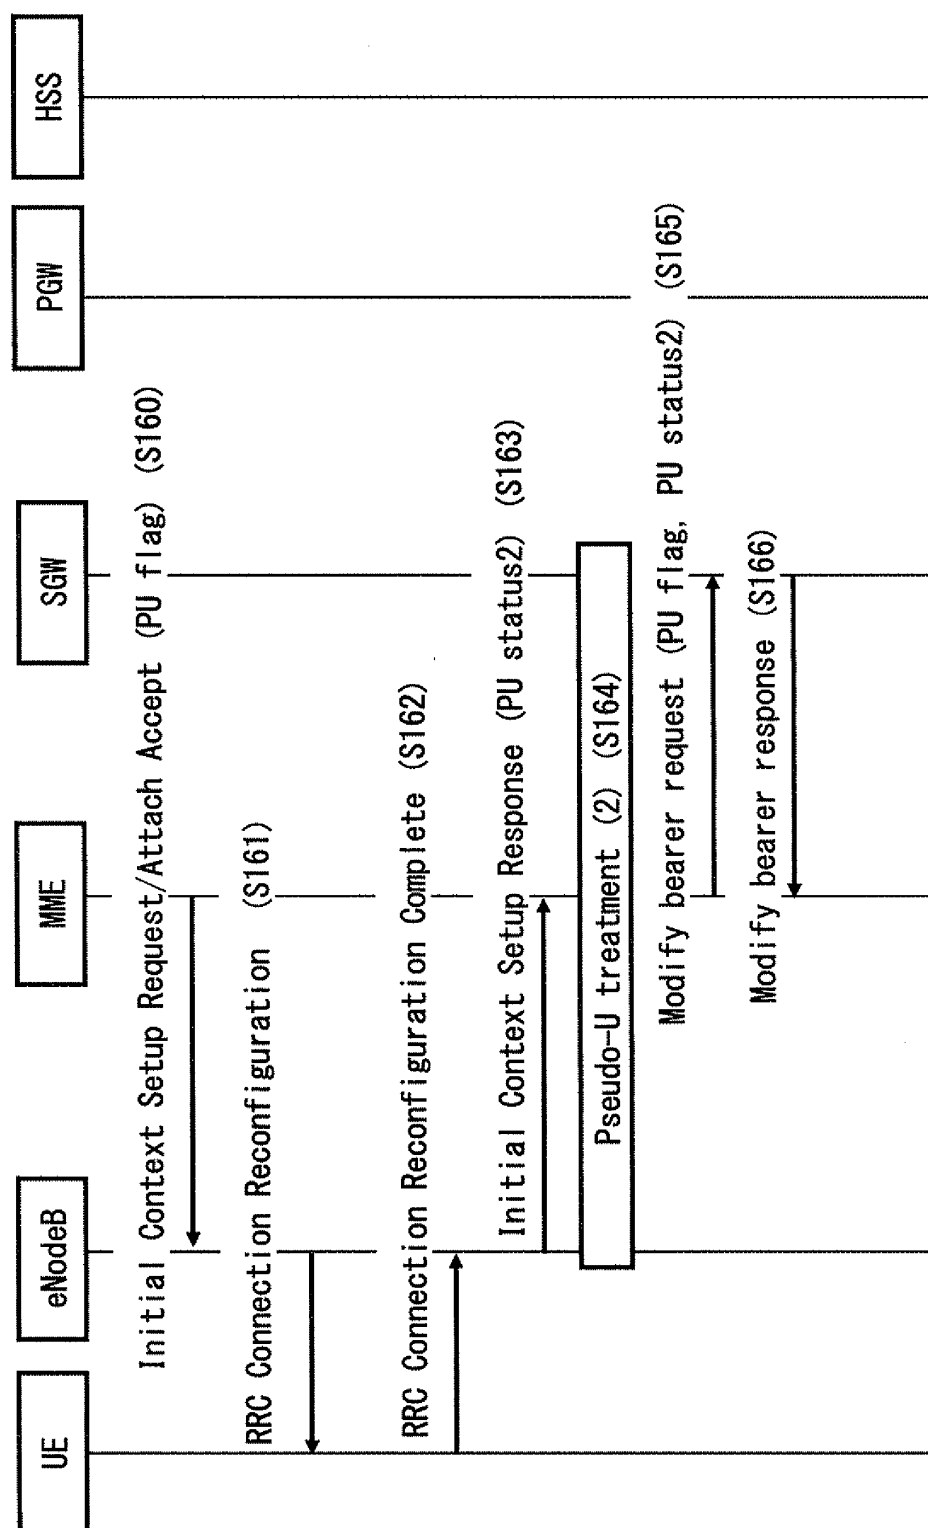 UE
eNodeB
MME
SGW
PGW
HSS
Initial Context Setup Request/Attach Accept (PU flag) (S160)
RRC Connection Reconfiguration (S161)
RRC Connection Reconfiguration Complete (S162)
Initial Context Setup Response (PU status2) (S163)
Pseudo-U treatment (2) (S164)
Modify bearer request (PU flag, PU status2) (S165)
Modify bearer response (S166)